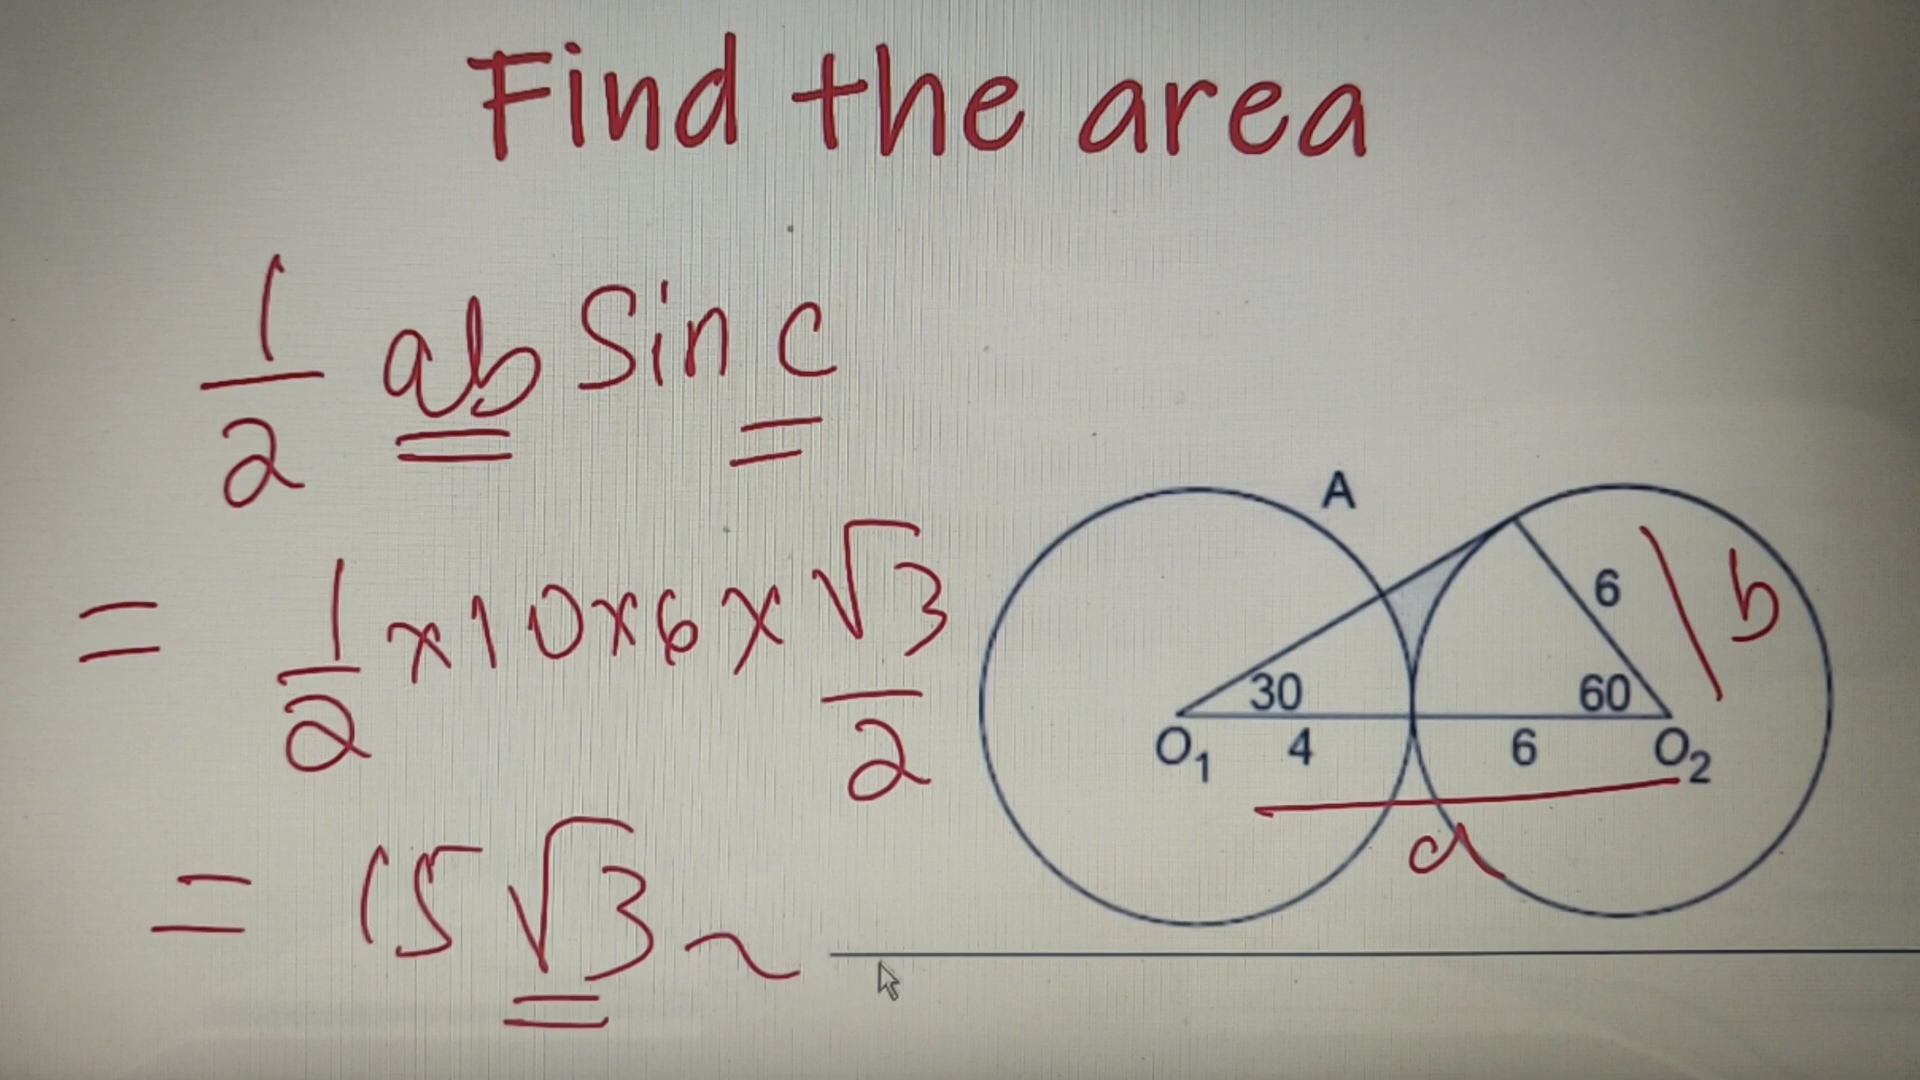 Find the area
1/2 ab Sin c
= 1/2 x 10 x 6 x √3/2
= 15√3 ~
A
6
b
30
60
O₁
4
6
O₂
a